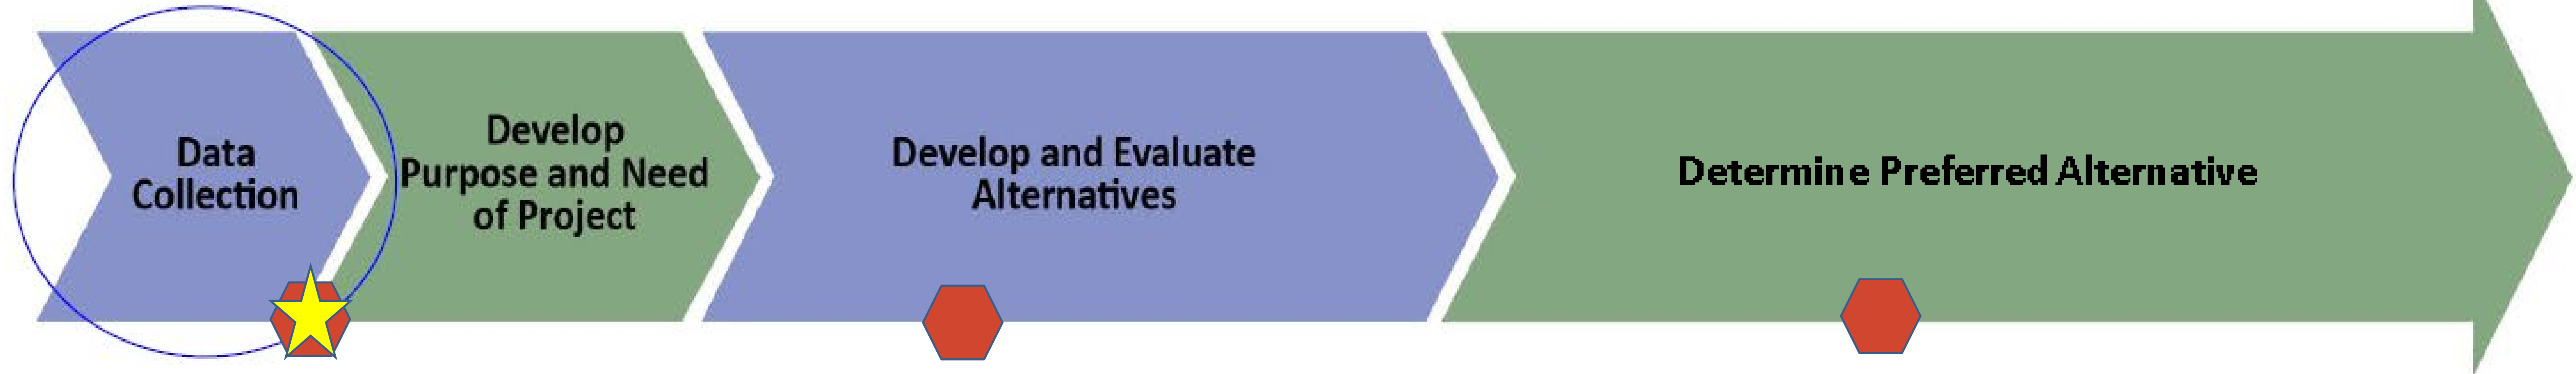 Data
Collection
Develop
Purpose and Need
of Project
Develop and Evaluate
Alternatives
Determine Preferred Alternative